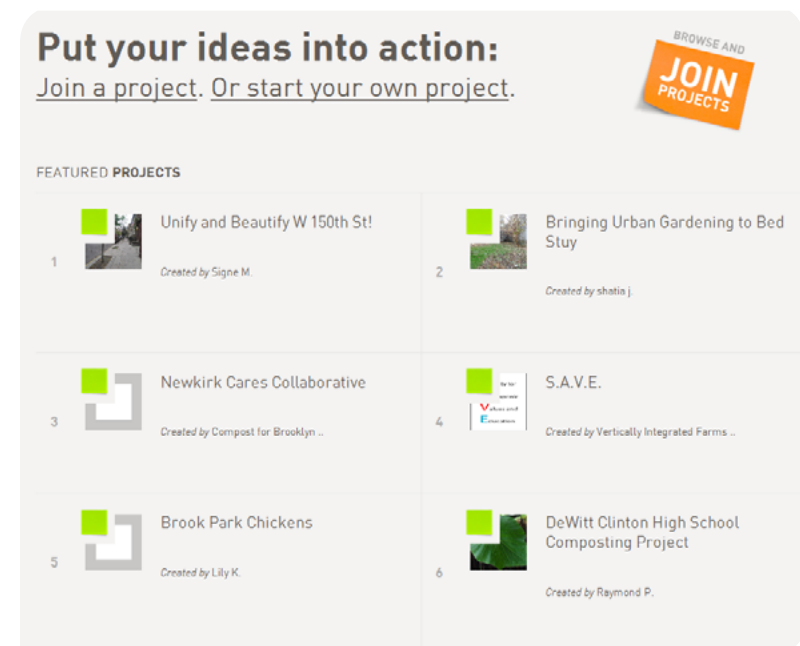 Put your ideas into action:
Join a project. Or start your own project.
BROWSE AND
JOIN
PROJECTS
FEATURED PROJECTS
1
Unify and Beautify W 150th St!
Created by Signe M.
2
Bringing Urban Gardening to Bed
Stuy
Created by shatia j.
3
Newkirk Cares Collaborative
Created by Compost for Brooklyn ..
4
S.A.V.E.
Created by Vertically Integrated Farms ..
5
Brook Park Chickens
Created by Lily K.
6
DeWitt Clinton High School
Composting Project
Created by Raymond P.